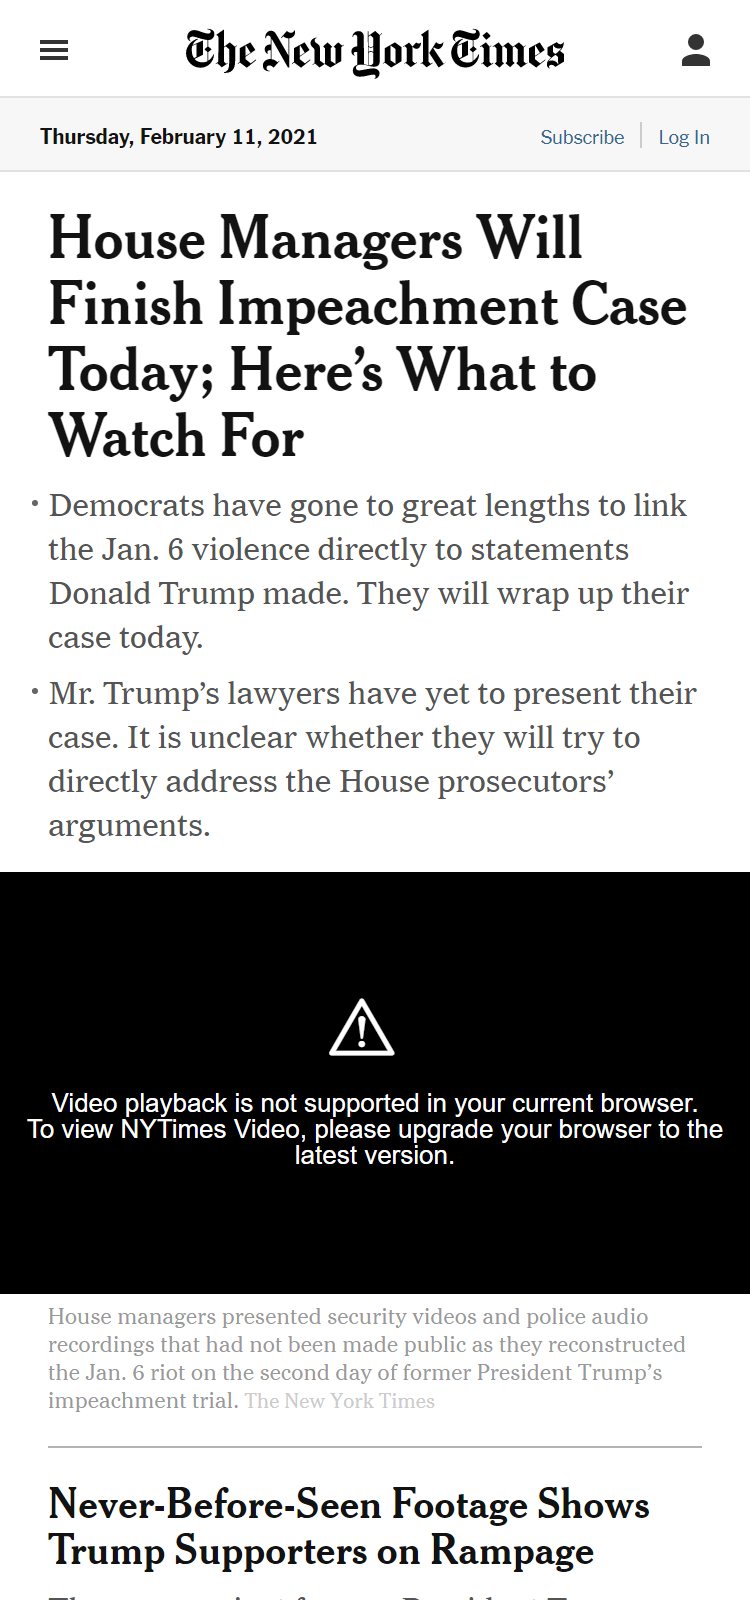 The New York Times
Thursday, February 11, 2021
Subscribe
Log In
House Managers Will
Finish Impeachment Case
Today; Here’s What to
Watch For
• Democrats have gone to great lengths to link
the Jan. 6 violence directly to statements
Donald Trump made. They will wrap up their
case today.
• Mr. Trump’s lawyers have yet to present their
case. It is unclear whether they will try to
directly address the House prosecutors’
arguments.
Video playback is not supported in your current browser.
To view NYTimes Video, please upgrade your browser to the
latest version.
House managers presented security videos and police audio
recordings that had not been made public as they reconstructed
the Jan. 6 riot on the second day of former President Trump’s
impeachment trial. The New York Times
Never-Before-Seen Footage Shows
Trump Supporters on Rampage